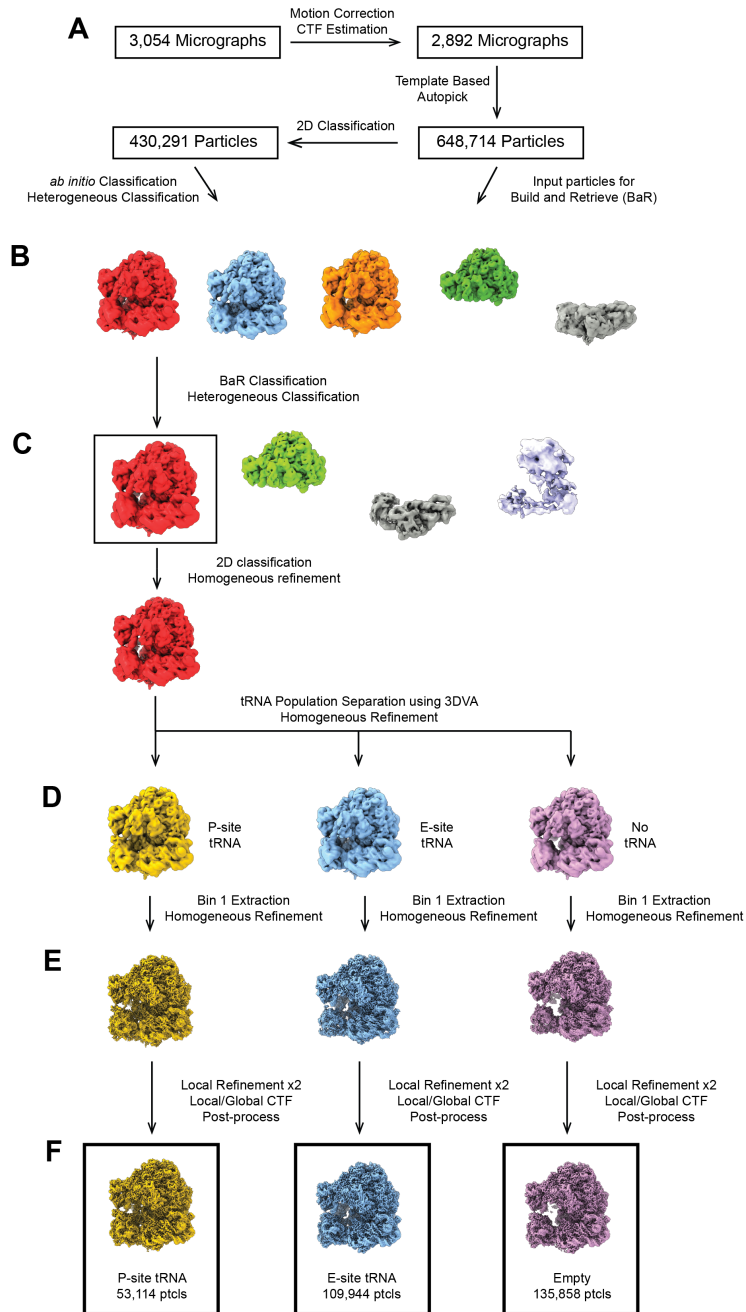 A
3,054 Micrographs
Motion Correction
CTF Estimation
2,892 Micrographs
Template Based
Autopick
430,291 Particles
2D Classification
648,714 Particles
ab initio Classification
Heterogeneous Classification
Input particles for
Build and Retrieve (BaR)
B
BaR Classification
Heterogeneous Classification
C
2D classification
Homogeneous refinement
tRNA Population Separation using 3DVA
Homogeneous Refinement
D
P-site
tRNA
E-site
tRNA
No
tRNA
Bin 1 Extraction
Homogeneous Refinement
Bin 1 Extraction
Homogeneous Refinement
Bin 1 Extraction
Homogeneous Refinement
E
Local Refinement x2
Local/Global CTF
Post-process
Local Refinement x2
Local/Global CTF
Post-process
Local Refinement x2
Local/Global CTF
Post-process
F
P-site tRNA
53,114 ptcls
E-site tRNA
109,944 ptcls
Empty
135,858 ptcls